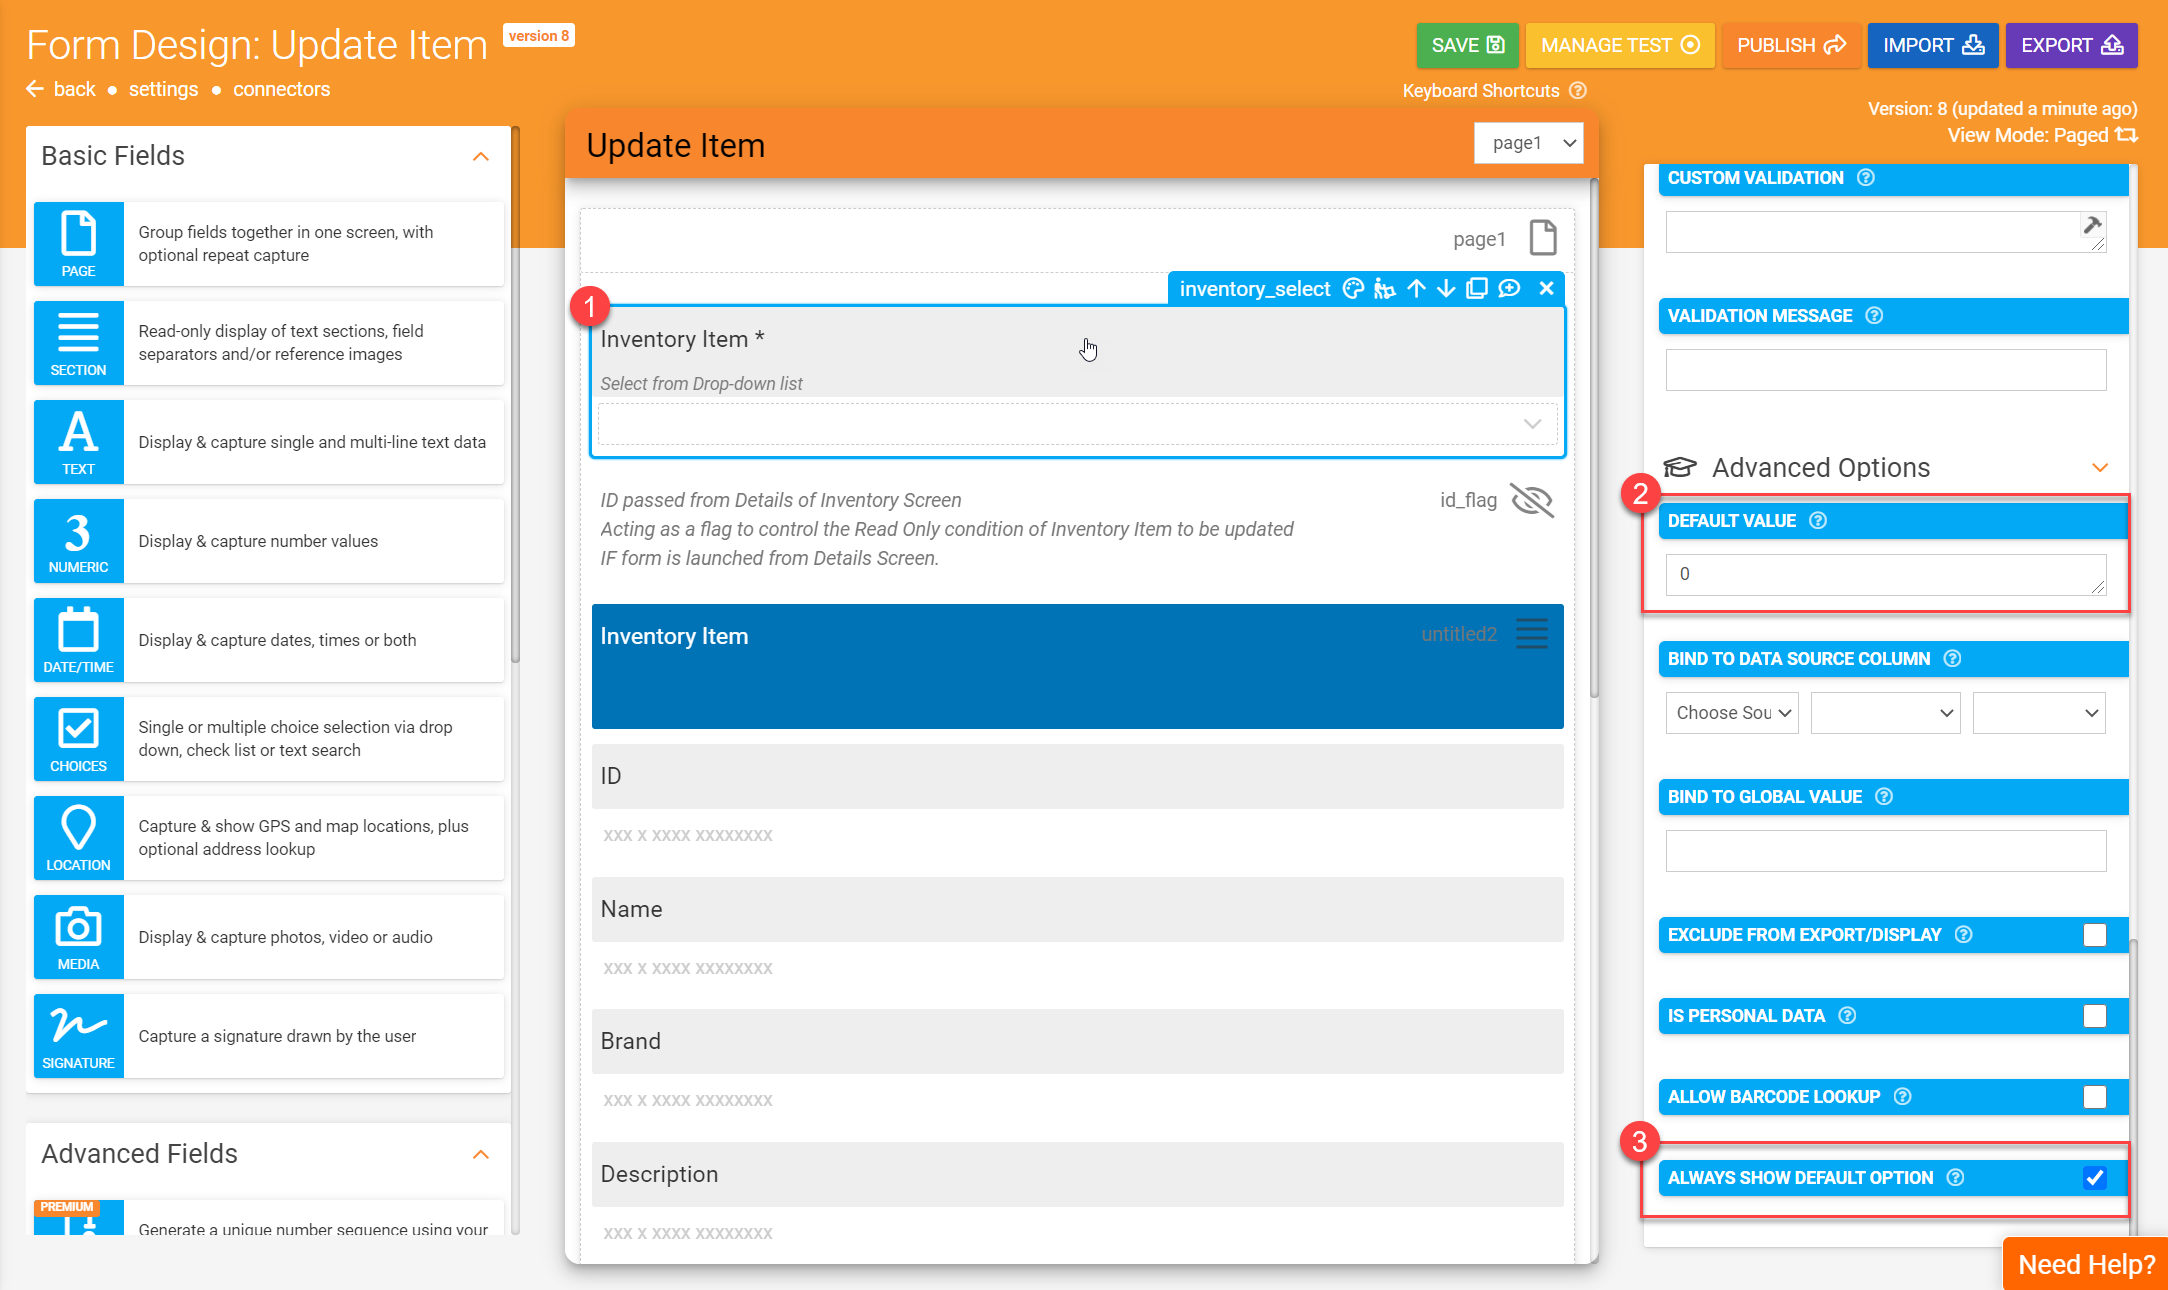 Form Design: Update Item
version 8
back ● settings ● connectors
SAVE
MANAGE TEST
PUBLISH
IMPORT
EXPORT
Keyboard Shortcuts
Version: 8 (updated a minute ago)
View Mode: Paged
Basic Fields
PAGE
Group fields together in one screen, with
optional repeat capture
SECTION
Read-only display of text sections, field
separators and/or reference images
TEXT
Display & capture single and multi-line text data
3
NUMERIC
Display & capture number values
DATE/TIME
Display & capture dates, times or both
CHOICES
Single or multiple choice selection via drop
down, check list or text search
LOCATION
Capture & show GPS and map locations, plus
optional address lookup
MEDIA
Display & capture photos, video or audio
SIGNATURE
Capture a signature drawn by the user
Advanced Fields
PREMIUM
Generate a unique number sequence using your
Update Item
page1
page1
inventory_select
1
Inventory Item *
Select from Drop-down list
ID passed from Details of Inventory Screen
id_flag
Acting as a flag to control the Read Only condition of Inventory Item to be updated
IF form is launched from Details Screen.
Inventory Item
untitled2
ID
XXX X XXXX XXXXXXXX
Name
XXX X XXXX XXXXXXXX
Brand
XXX X XXXX XXXXXXXX
Description
XXX X XXXX XXXXXXXX
CUSTOM VALIDATION
VALIDATION MESSAGE
Advanced Options
2
DEFAULT VALUE
0
BIND TO DATA SOURCE COLUMN
Choose Sou
BIND TO GLOBAL VALUE
EXCLUDE FROM EXPORT/DISPLAY
IS PERSONAL DATA
ALLOW BARCODE LOOKUP
3
ALWAYS SHOW DEFAULT OPTION
Need Help?